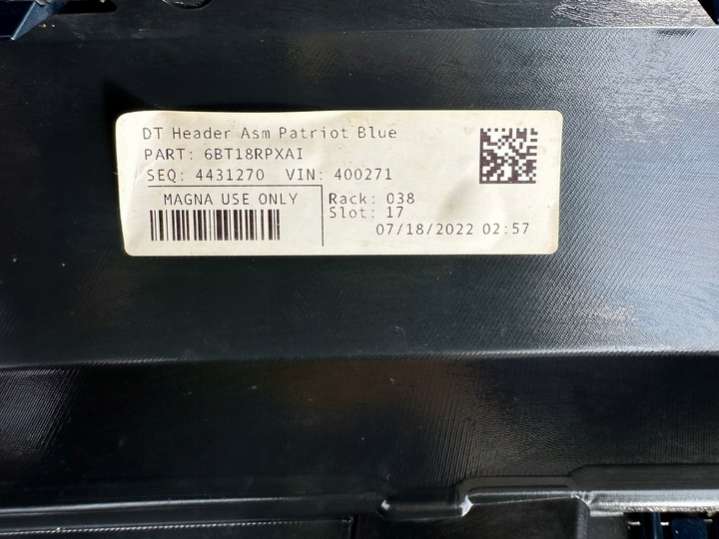 DT Header Asm Patriot Blue
PART: 6BT18RPXAI
SEQ: 4431270 VIN: 400271
MAGNA USE ONLY
Rack: 038
Slot: 17
07/18/2022 02:57